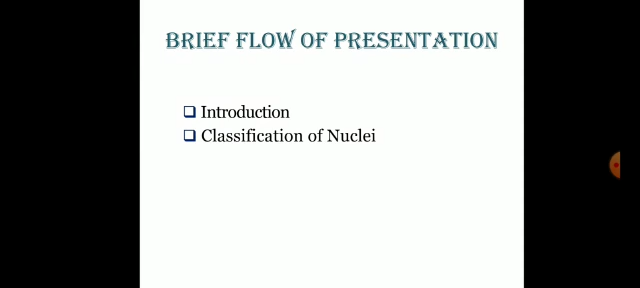 BRIEF FLOW OF PRESENTATION
Introduction
Classification of Nuclei